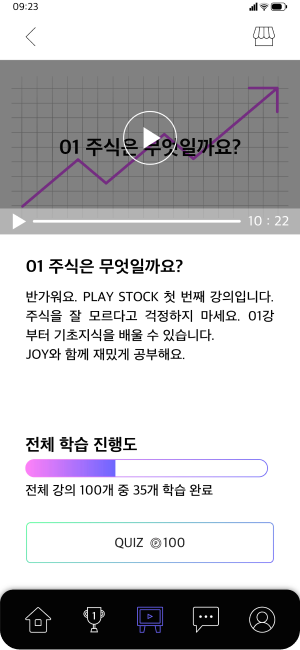 09:23
01 주식은 무엇일까요?
10 : 22
01 주식은 무엇일까요?
반가워요. PLAY STOCK 첫 번째 강의입니다.
주식을 잘 모르다고 걱정하지 마세요. 01강
부터 기초지식을 배울 수 있습니다.
JOY와 함께 재밌게 공부해요.
전체 학습 진행도
전체 강의 100개 중 35개 학습 완료
QUIZ ⓟ100
1